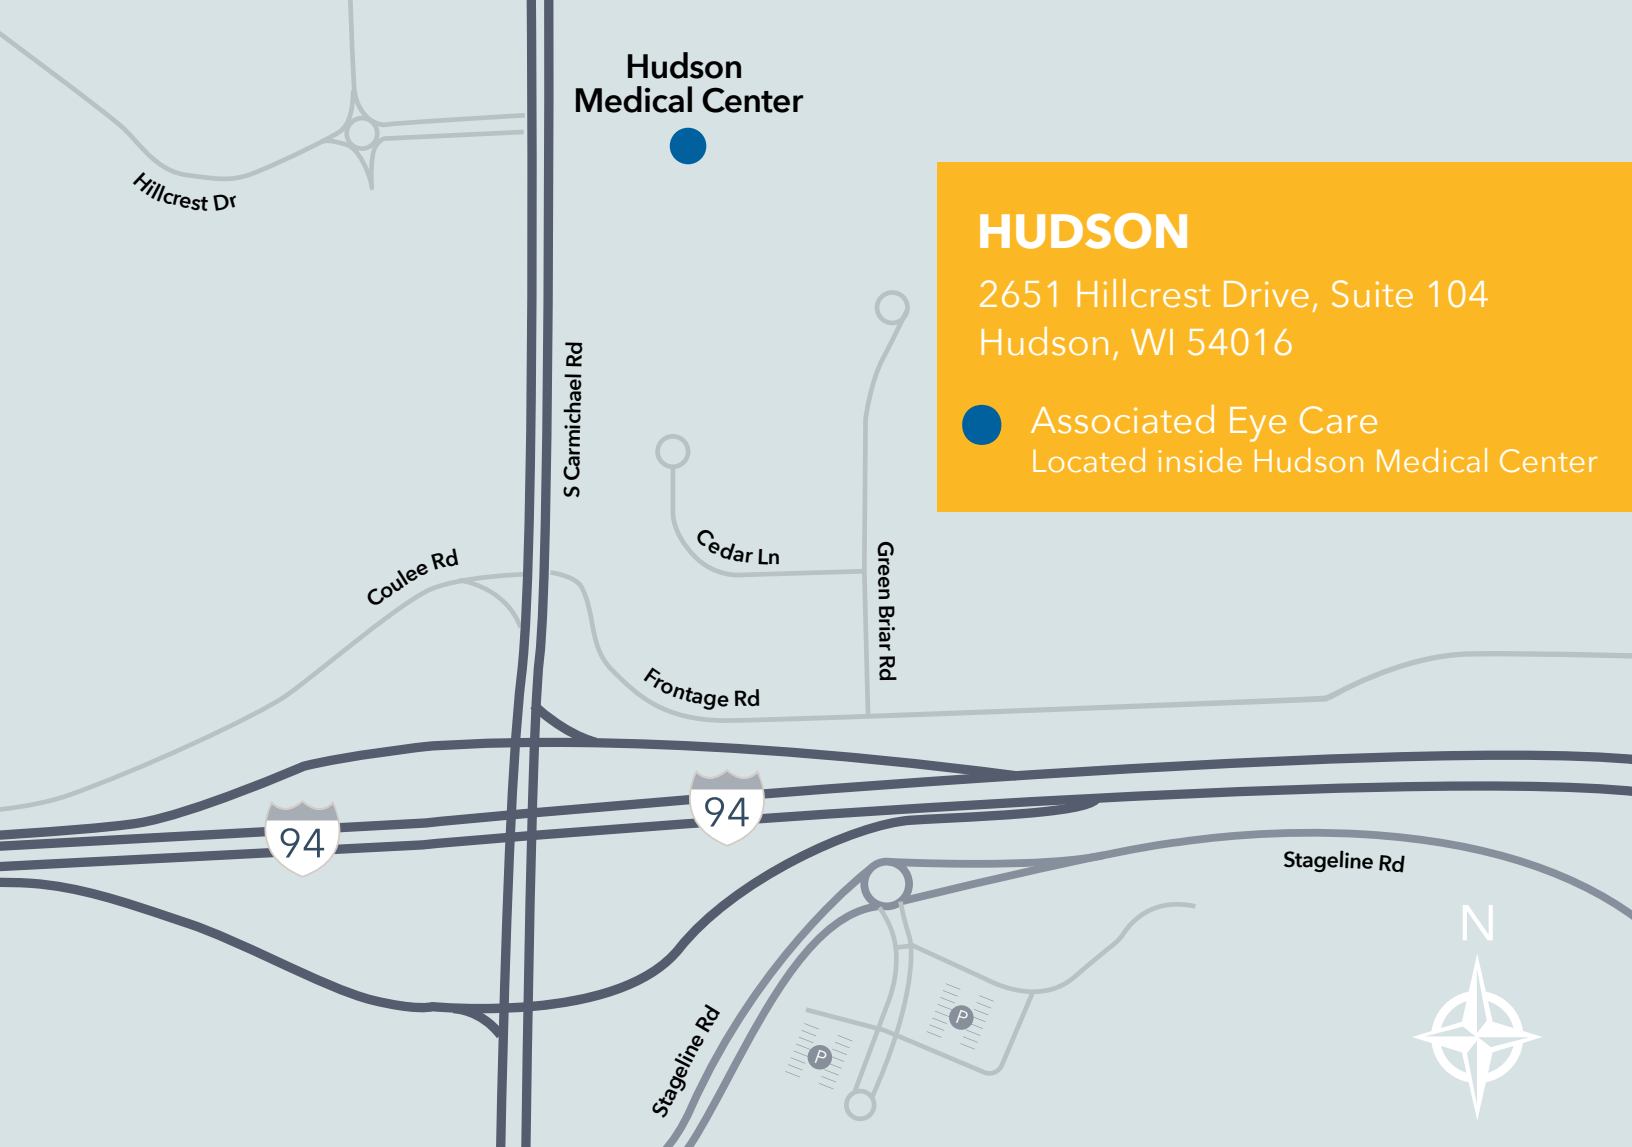 Hudson
Medical Center
Hillcrest Dr
HUDSON
2651 Hillcrest Drive, Suite 104
Hudson, WI 54016
Associated Eye Care
Located inside Hudson Medical Center
S Carmichael Rd
Coulee Rd
Cedar Ln
Green Briar Rd
Frontage Rd
94
94
Stageline Rd
N
Stageline Rd
P
P